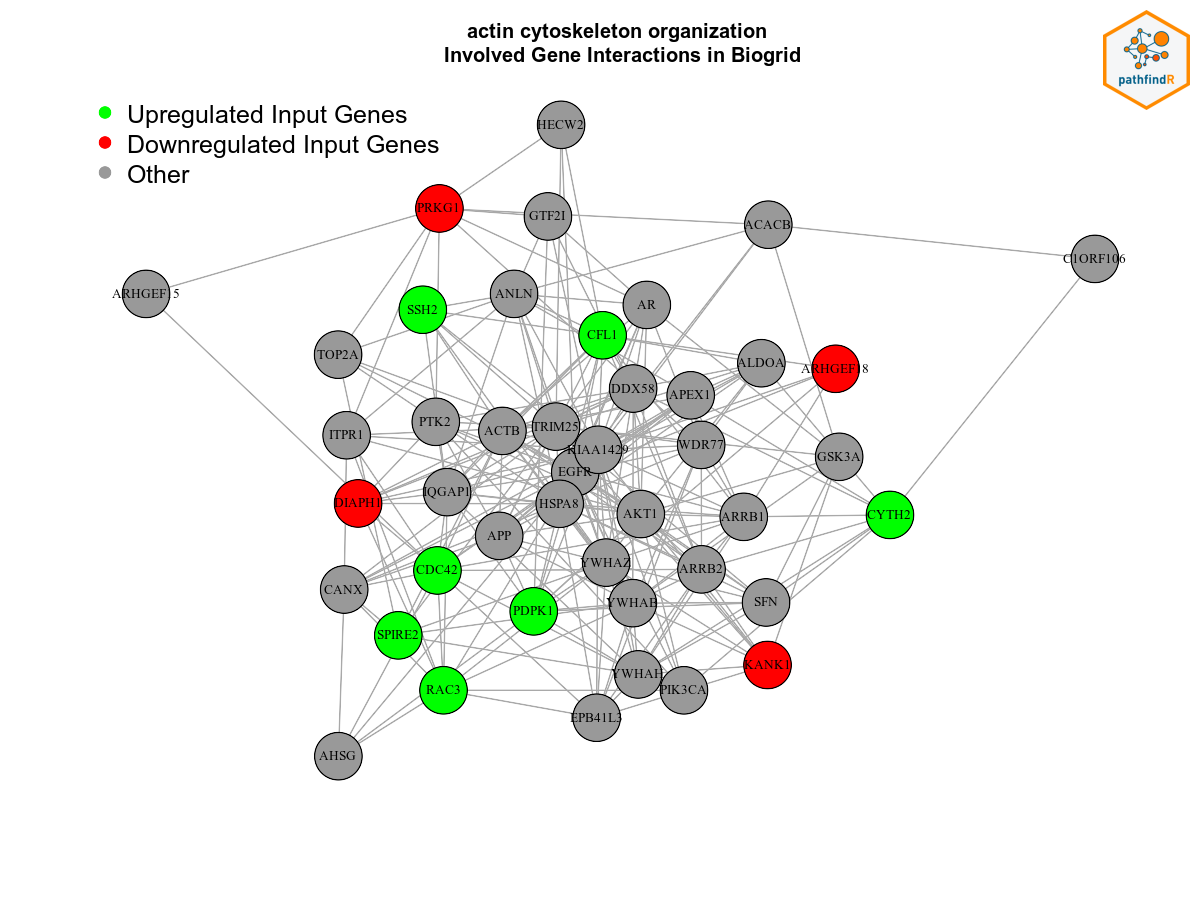 actin cytoskeleton organization
Involved Gene Interactions in Biogrid
pathfindR
Upregulated Input Genes
Downregulated Input Genes
Other
HECW2
PRKG1
GTF2I
ACACB
C1ORF106
ARHGEF15
SSH2
ANLN
AR
CFL1
TOP2A
ALDOA
ARHGEF18
DDX58
APEX1
PTK2
ITPR1
ACTB
TRIM25
KIAA1429
WDR77
GSK3A
EGFR
IQGAP1
DIAPH1
HSPA8
AKT1
ARRB1
CYTH2
APP
CDC42
YWHAZ
ARRB2
CANX
PDPK1
YWHAB
SFN
SPIRE2
KANK1
YWHAH
RAC3
PIK3CA
EPB41L3
AHSG